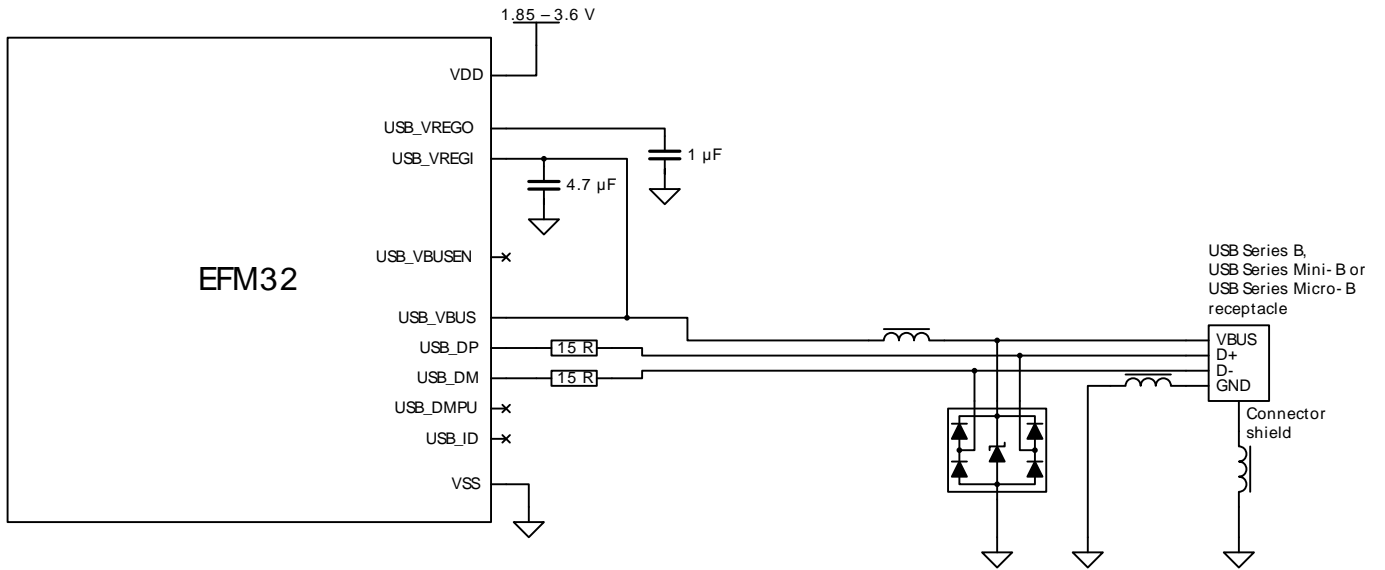 1.85 – 3.6 V
VDD
USB_VREGO
1 µF
USB_VREGI
4.7 µF
USB_VBUSEN
EFM32
USB Series B,
USB Series Mini-B or
USB Series Micro-B
receptacle
USB_VBUS
VBUS
USB_DP
15 R
D+
USB_DM
15 R
D-
GND
USB_DMPU
Connector
shield
USB_ID
VSS